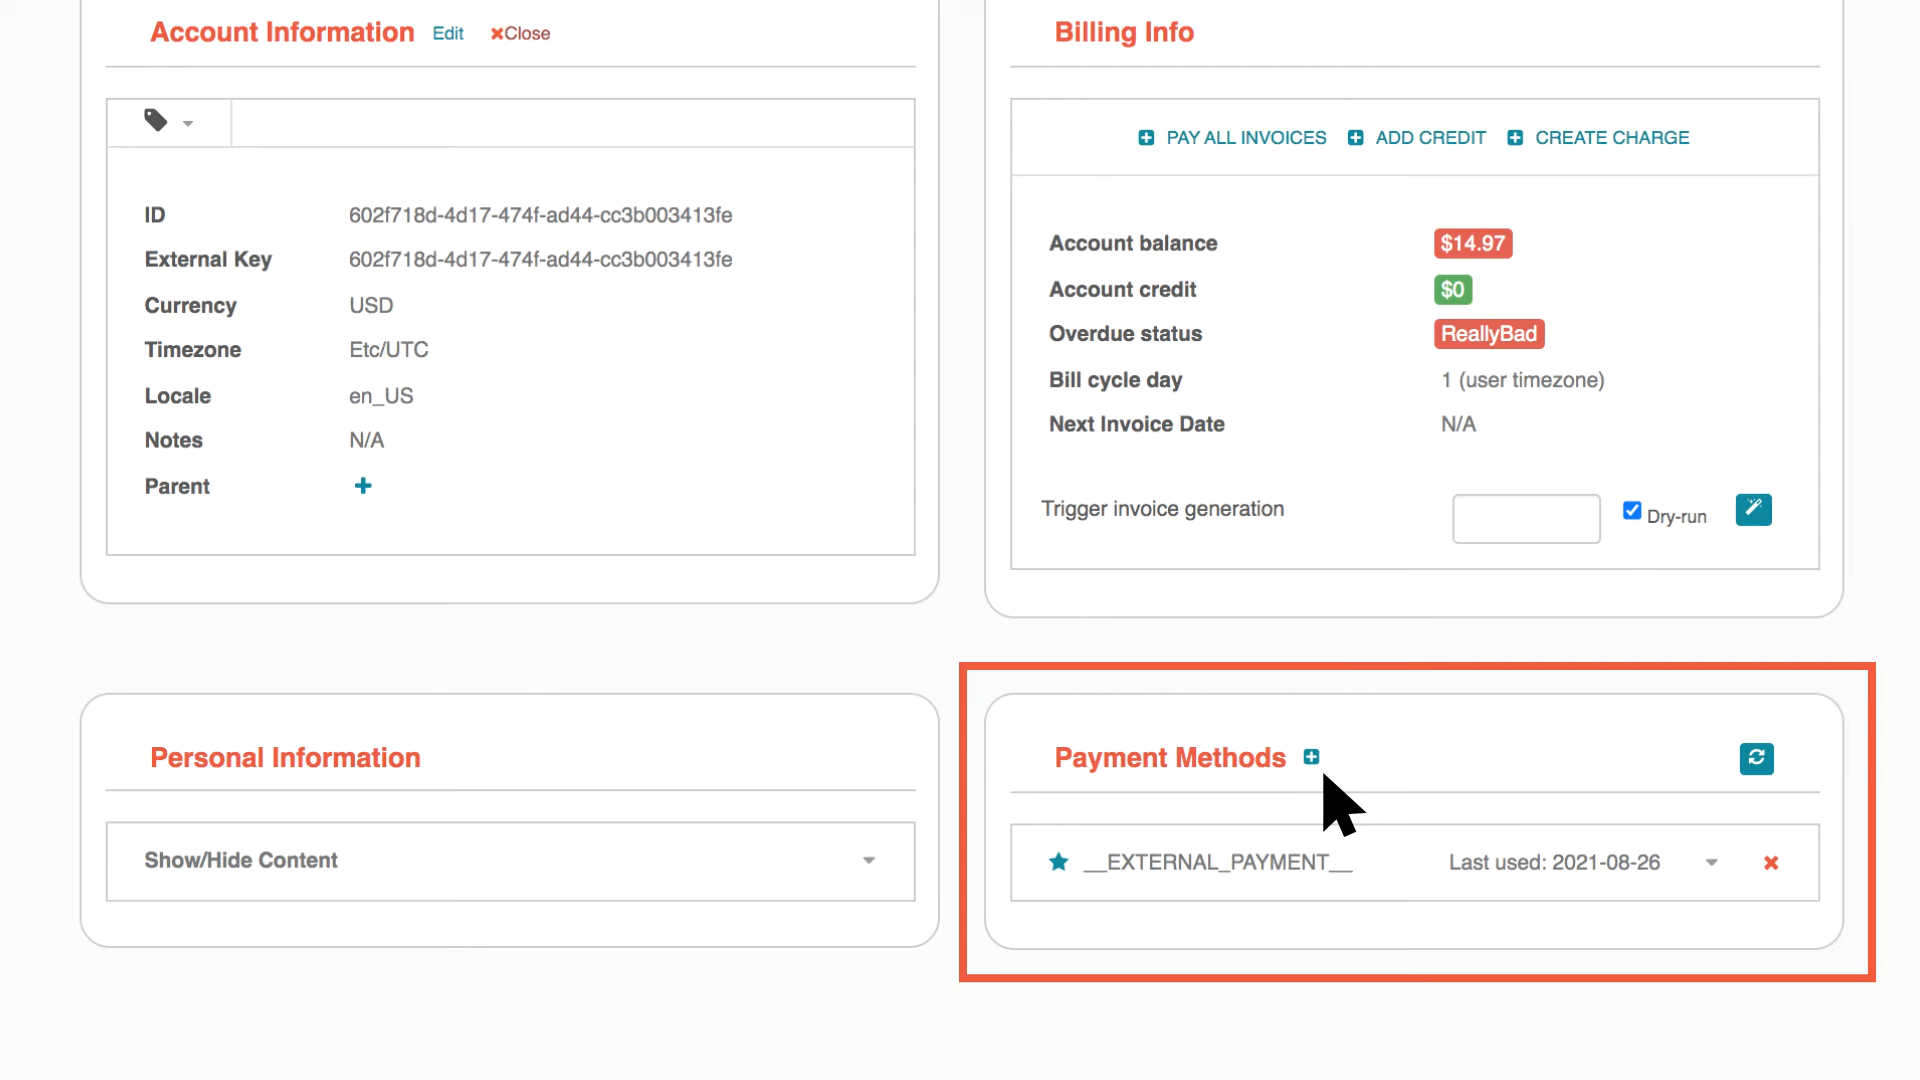 Account Information Edit ×Close
ID 602f718d-4d17-474f-ad44-cc3b003413fe
External Key 602f718d-4d17-474f-ad44-cc3b003413fe
Currency USD
Timezone Etc/UTC
Locale en_US
Notes N/A
Parent +
Billing Info
PAY ALL INVOICES ADD CREDIT CREATE CHARGE
Account balance $14.97
Account credit $0
Overdue status ReallyBad
Bill cycle day 1 (user timezone)
Next Invoice Date N/A
Trigger invoice generation Dry-run
Personal Information
Show/Hide Content
Payment Methods
__EXTERNAL_PAYMENT__ Last used: 2021-08-26